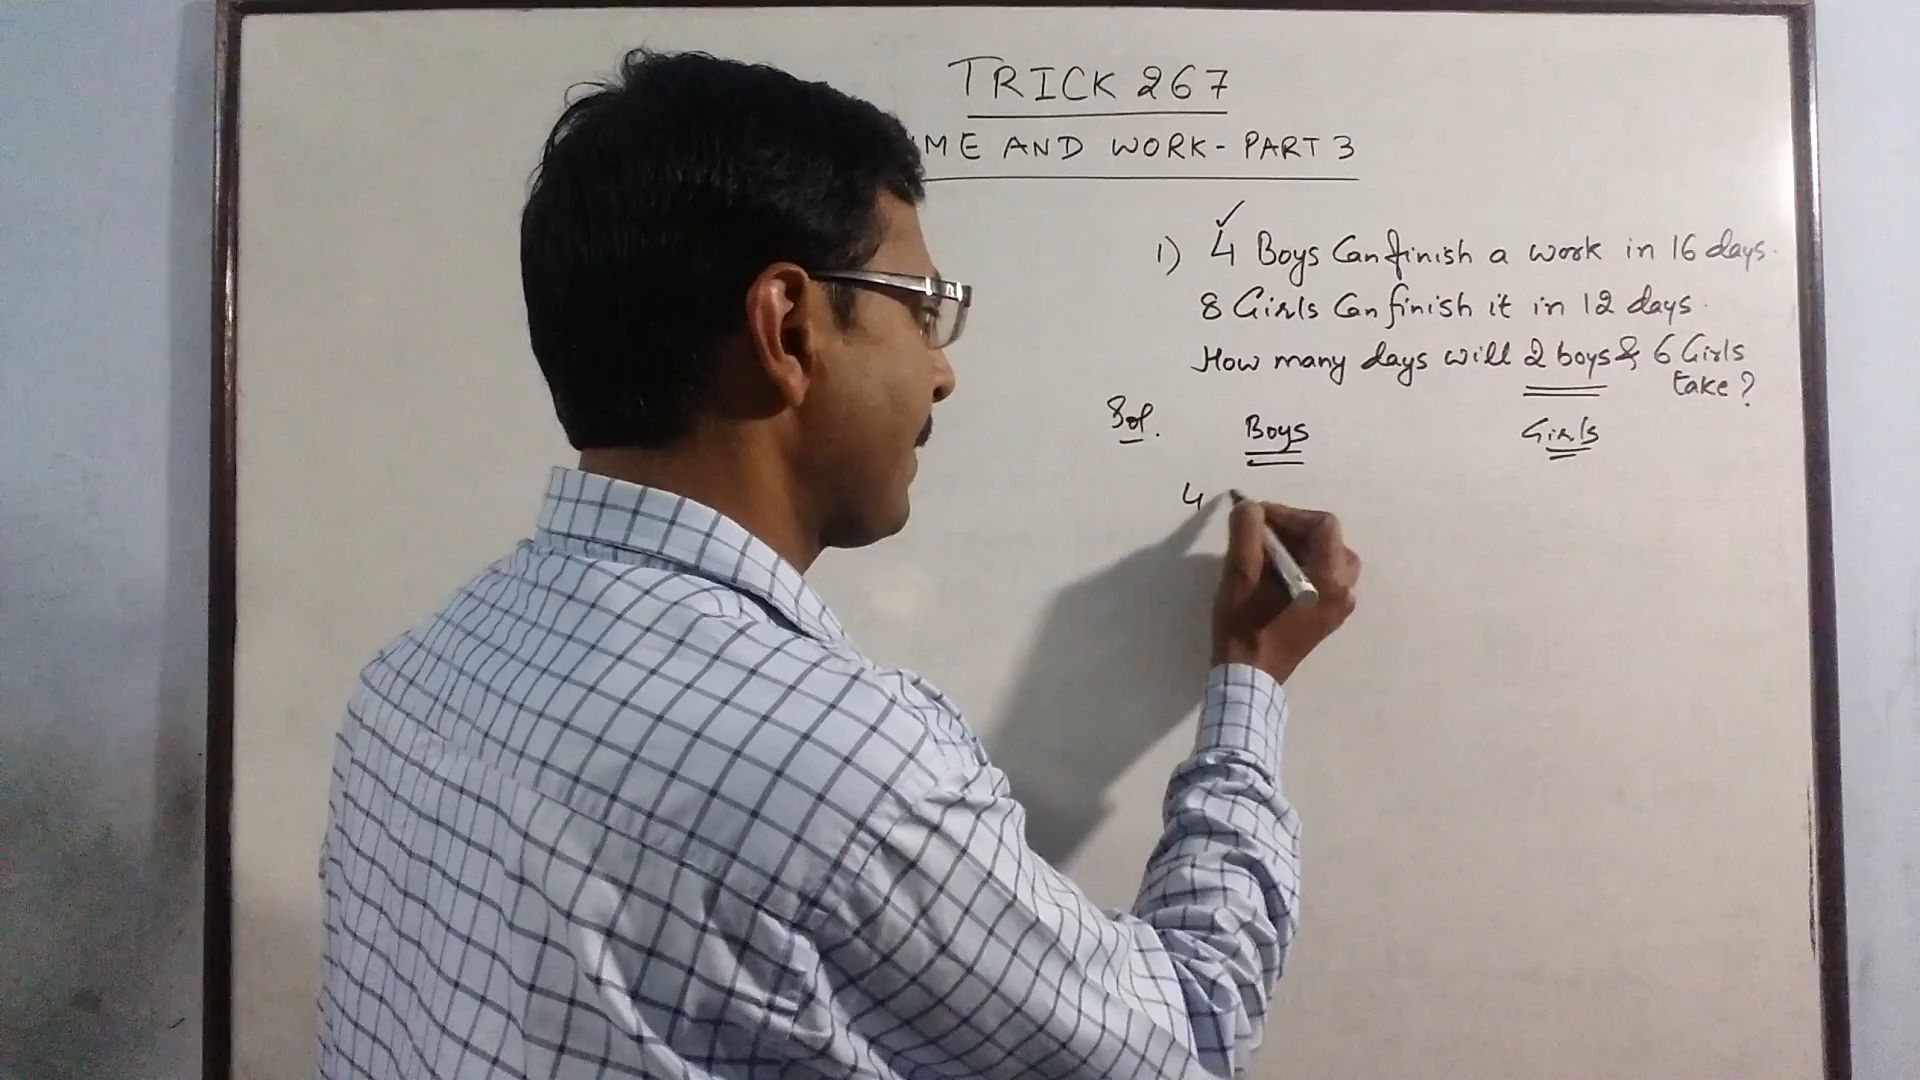 TRICK 267
ME AND WORK - PART 3
1) 4 Boys Can finish a work in 16 days.
8 Girls Can finish it in 12 days.
How many days will 2 boys & 6 Girls
take?
Sol. Boys Girls
4